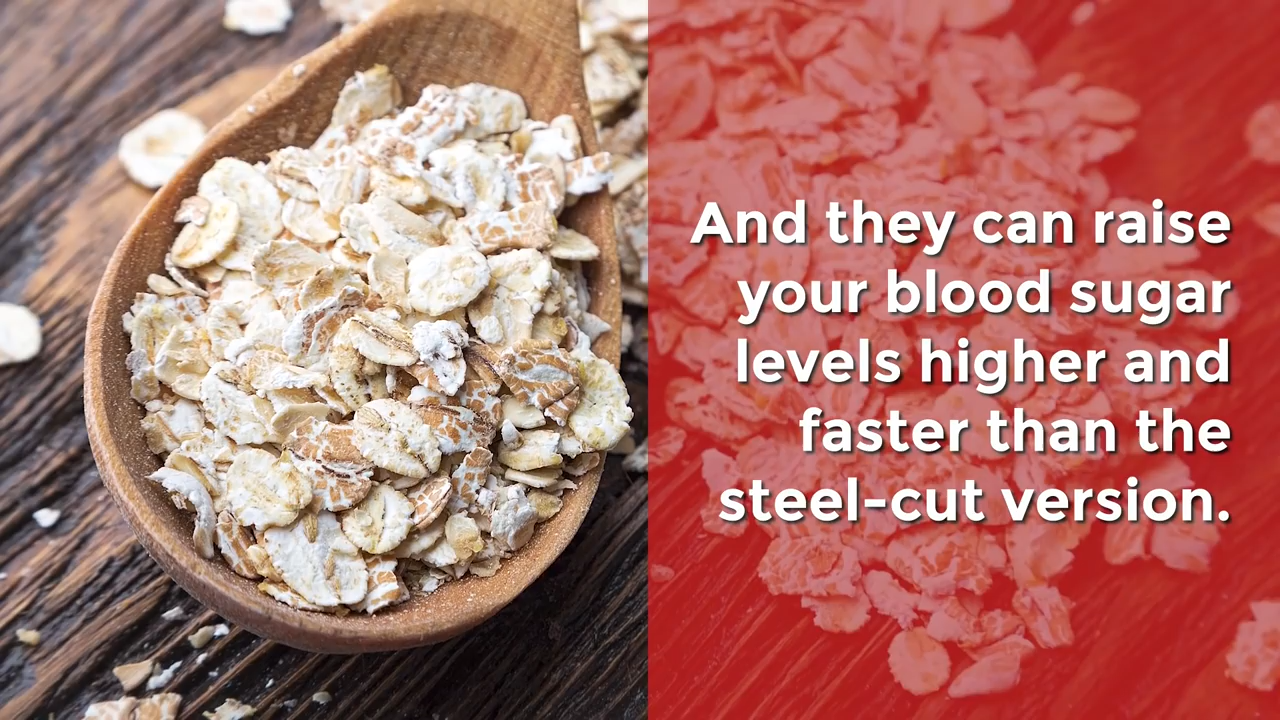 And they can raise
your blood sugar
levels higher and
faster than the
steel-cut version.